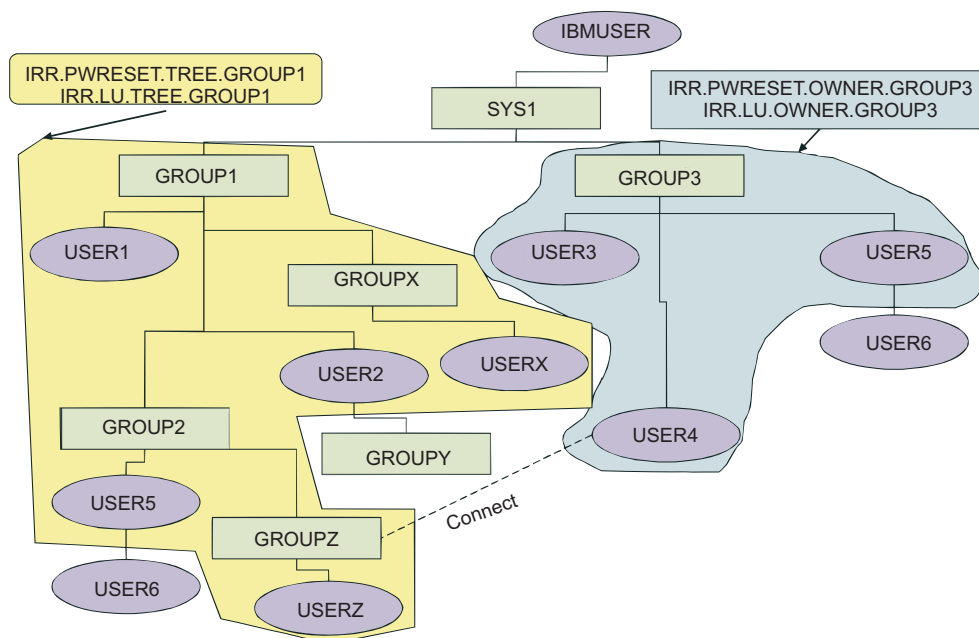 IBMUSER
IRR.PWRESET.TREE.GROUP1
IRR.LU.TREE.GROUP1
IRR.PWRESET.OWNER.GROUP3
IRR.LU.OWNER.GROUP3
SYS1
GROUP1
GROUP3
USER1
USER3
USER5
GROUPX
USER6
USER2
USERX
GROUP2
USER4
GROUPY
USER5
Connect
GROUPZ
USER6
USERZ